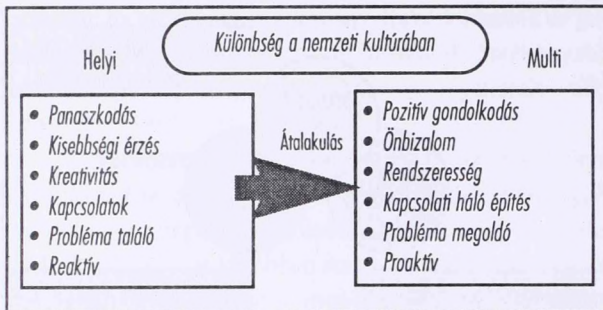 Különbség a nemzeti kultúrában
Helyi
Multi
• Panaszkodás
• Kisebbségi érzés
• Kreativitás
• Kapcsolatok
• Probléma találó
• Reaktív
Átalakulás
• Pozitív gondolkodás
• Önbizalom
• Rendszeresség
• Kapcsolati háló építés
• Probléma megoldó
• Proaktív